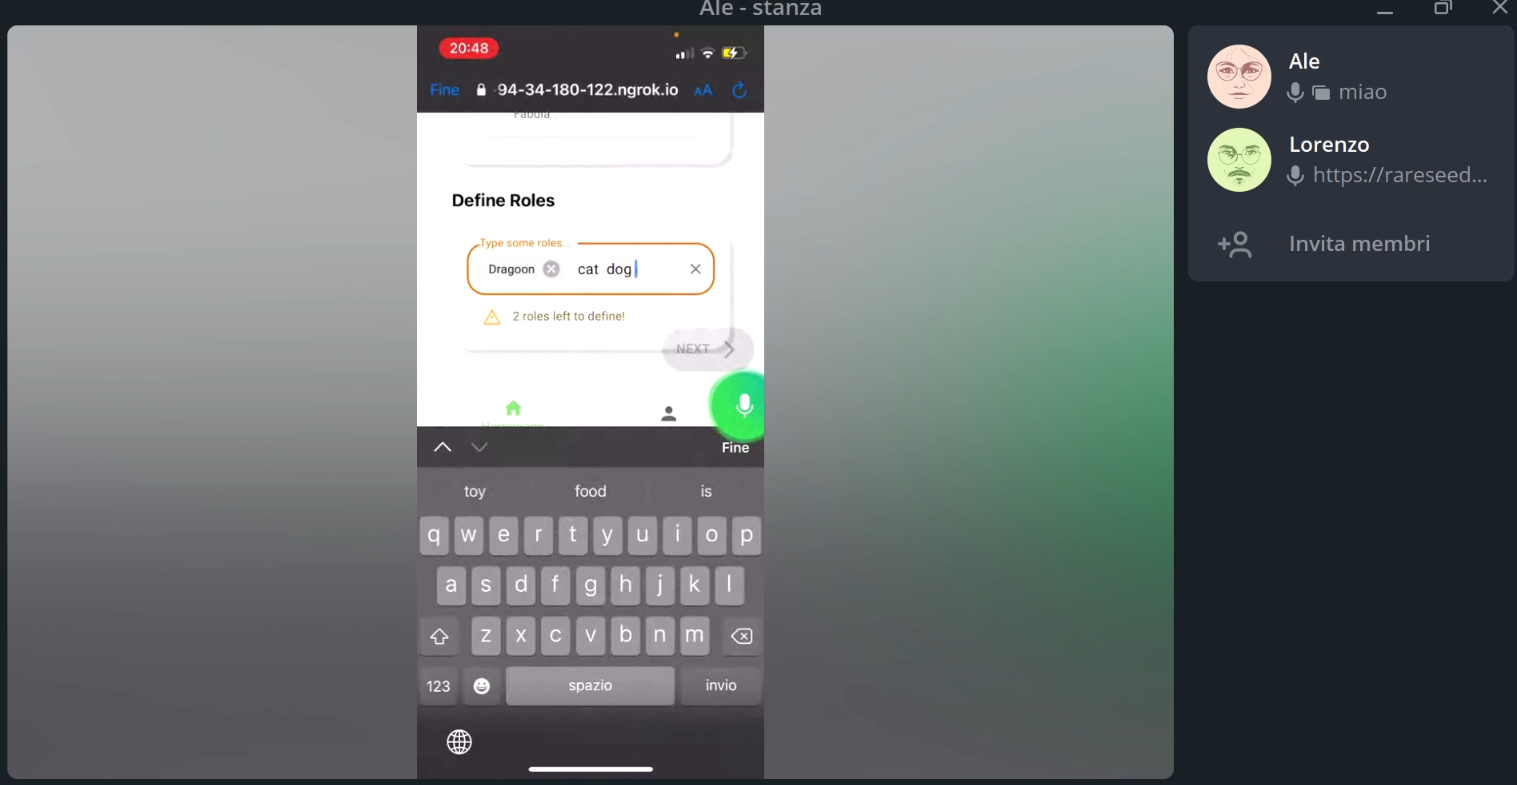 Ale - stanza
20:48
Fine
94-34-180-122.ngrok.io
AA
Fabula
Define Roles
Type some roles...
Dragoon cat dog
2 roles left to define!
NEXT
Homepage
Fine
toy food is
q w e r t y u i o p
a s d f g h j k l
z x c v b n m
123 spazio invio
Ale
miao
Lorenzo
https://rareseed...
Invita membri